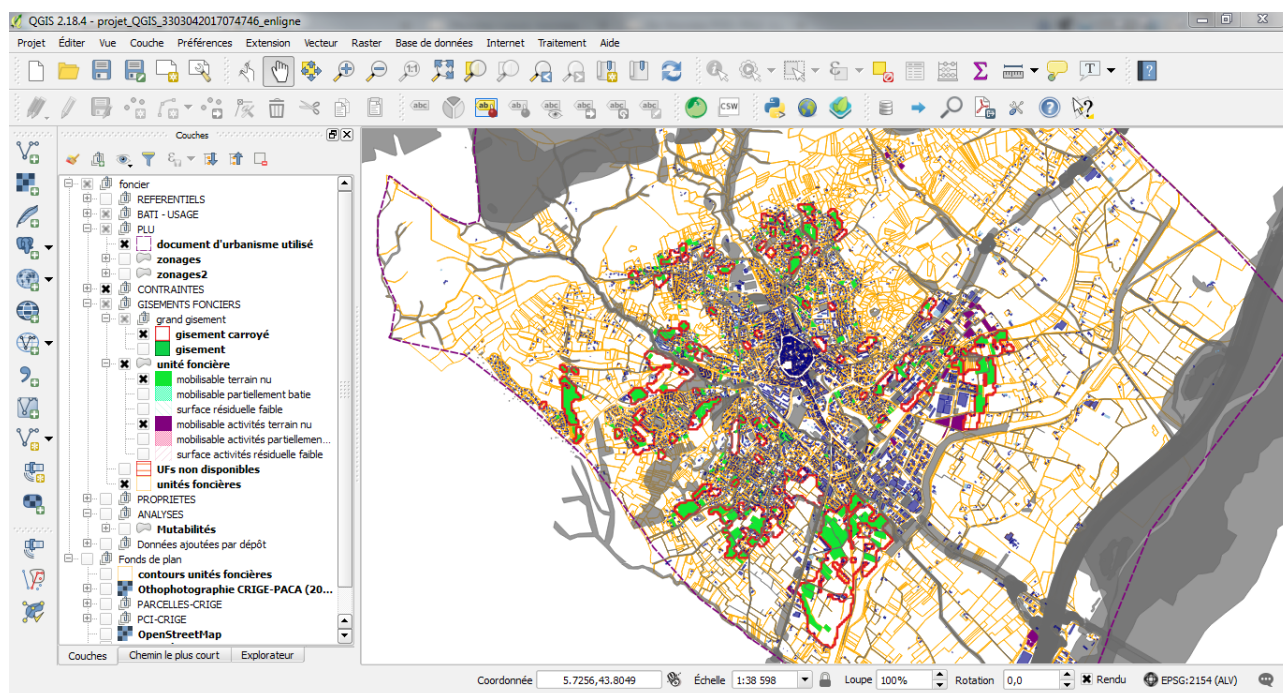 QGIS 2.18.4 - projet_QGIS_3303042017074746_enligne
Projet Éditer Vue Couche Préférences Extension Vecteur Raster Base de données Internet Traitement Aide
Couches
foncier
REFERENTIELS
BATI - USAGE
PLU
document d'urbanisme utilisé
zonages
zonages2
CONTRAINTES
GISEMENTS FONCIERS
grand gisement
gisement carroyé
gisement
unité foncière
mobilisable terrain nu
mobilisable partiellement batie
surface résiduelle faible
mobilisable activités terrain nu
mobilisable activités partiellemen...
surface activités résiduelle faible
UFs non disponibles
unités foncières
PROPRIETES
ANALYSES
Mutabilités
Données ajoutées par dépôt
Fonds de plan
contours unités foncières
Othophotographie CRIGE-PACA (20...
PARCELLES-CRIGE
PCI-CRIGE
OpenStreetMap
Couches Chemin le plus court Explorateur
Coordonnée 5.7256,43.8049 Échelle 1:38 598 Loupe 100% Rotation 0,0 Rendu EPSG:2154 (ALV)